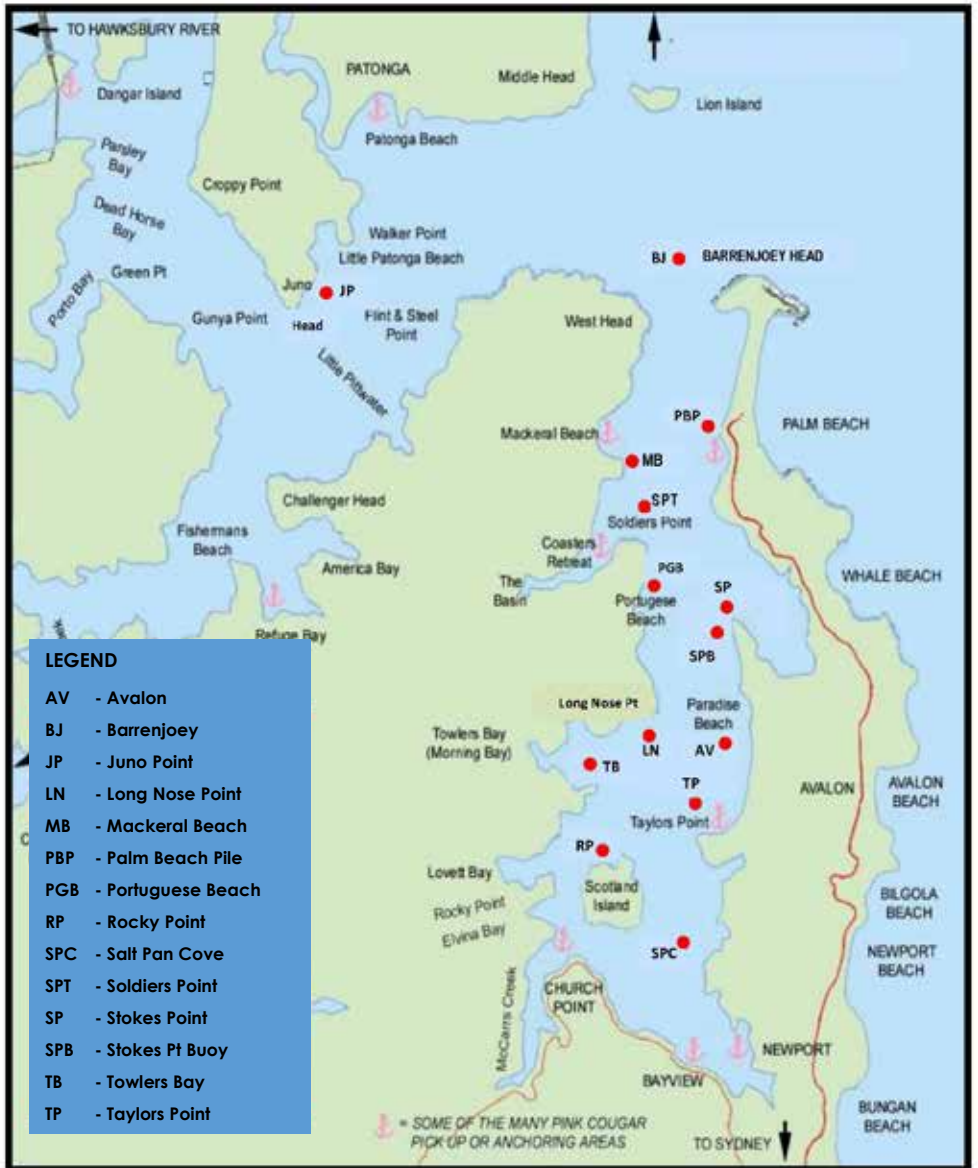 TO HAWKSBURY RIVER
PATONGA
Middle Head
Dangar Island
Lion Island
Patonga Beach
Parsley
Bay
Croppy Point
Dead Horse
Bay
Walker Point
Little Patonga Beach
BJ
BARRENJOEY HEAD
Green Pt
Porto Bay
Juno
JP
Gunya Point
Head
Flint & Steel
Point
West Head
Little Pittwater
PBP
PALM BEACH
Mackeral Beach
MB
Challenger Head
SPT
Soldiers Point
Fishermans
Beach
Coasters
Retreat
America Bay
The
Basin
PGB
Portugese
Beach
SP
WHALE BEACH
Refuge Bay
SPB
LEGEND
AV - Avalon
BJ - Barrenjoey
JP - Juno Point
LN - Long Nose Point
MB - Mackeral Beach
PBP - Palm Beach Pile
PGB - Portuguese Beach
RP - Rocky Point
SPC - Salt Pan Cove
SPT - Soldiers Point
SP - Stokes Point
SPB - Stokes Pt Buoy
TB - Towlers Bay
TP - Taylors Point
Long Nose Pt
Paradise
Beach
Towlers Bay
(Morning Bay)
LN
AV
TB
TP
AVALON
AVALON
BEACH
Taylors Point
RP
Lovett Bay
Scotland
Island
Rocky Point
Elvina Bay
BILGOLA
BEACH
SPC
NEWPORT
BEACH
McCarrs Creek
CHURCH
POINT
NEWPORT
BAYVIEW
BUNGAN
BEACH
= SOME OF THE MANY PINK COUGAR
PICK UP OR ANCHORING AREAS
TO SYDNEY